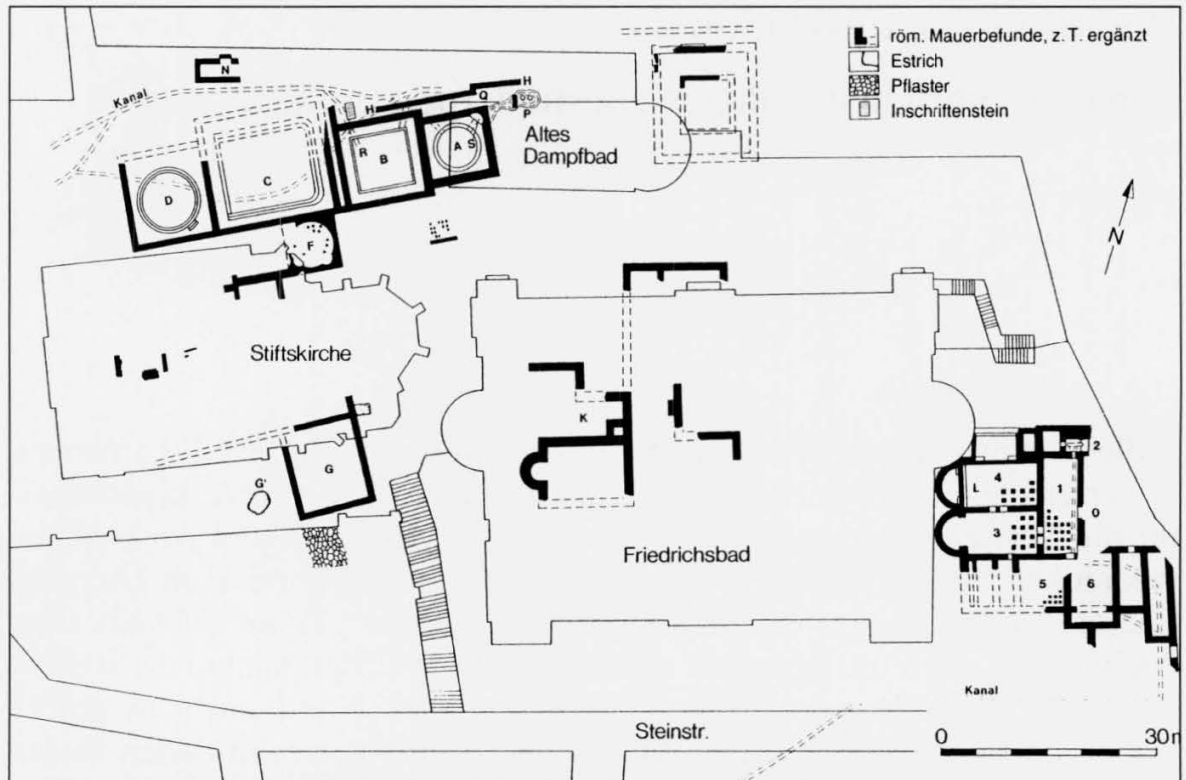 röm. Mauerbefunde, z. T. ergänzt
Estrich
Pflaster
Inschriftenstein
N
Kanal
H
Q
H
P
Altes
Dampfbad
A S
R
B
C
D
F
N
Stiftskirche
K
G
G'
Friedrichsbad
2
L
4
1
0
3
5
6
Kanal
Steinstr.
0
30 m